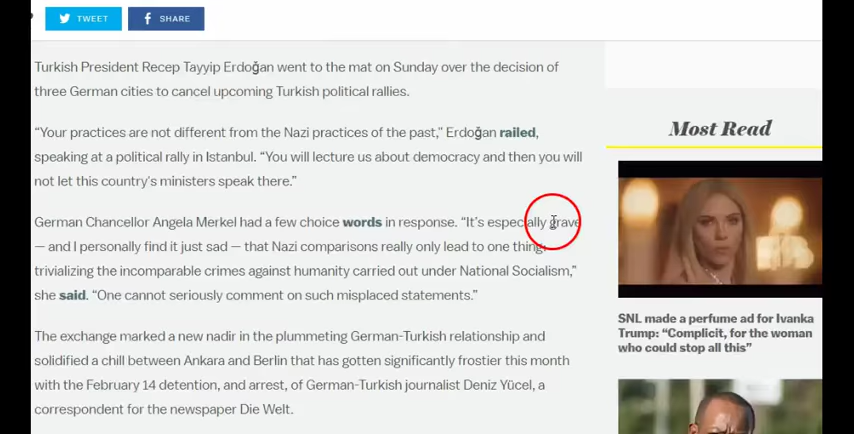 TWEET
SHARE
Turkish President Recep Tayyip Erdoğan went to the mat on Sunday over the decision of
three German cities to cancel upcoming Turkish political rallies.
“Your practices are not different from the Nazi practices of the past,” Erdoğan railed,
speaking at a political rally in Istanbul. “You will lecture us about democracy and then you will
not let this country’s ministers speak there.”
German Chancellor Angela Merkel had a few choice words in response. “It’s especially grave
— and I personally find it just sad — that Nazi comparisons really only lead to one thing,
trivializing the incomparable crimes against humanity carried out under National Socialism,”
she said. “One cannot seriously comment on such misplaced statements.”
The exchange marked a new nadir in the plummeting German-Turkish relationship and
solidified a chill between Ankara and Berlin that has gotten significantly frostier this month
with the February 14 detention, and arrest, of German-Turkish journalist Deniz Yücel, a
correspondent for the newspaper Die Welt.
Most Read
SNL made a perfume ad for Ivanka
Trump: “Complicit, for the woman
who could stop all this”